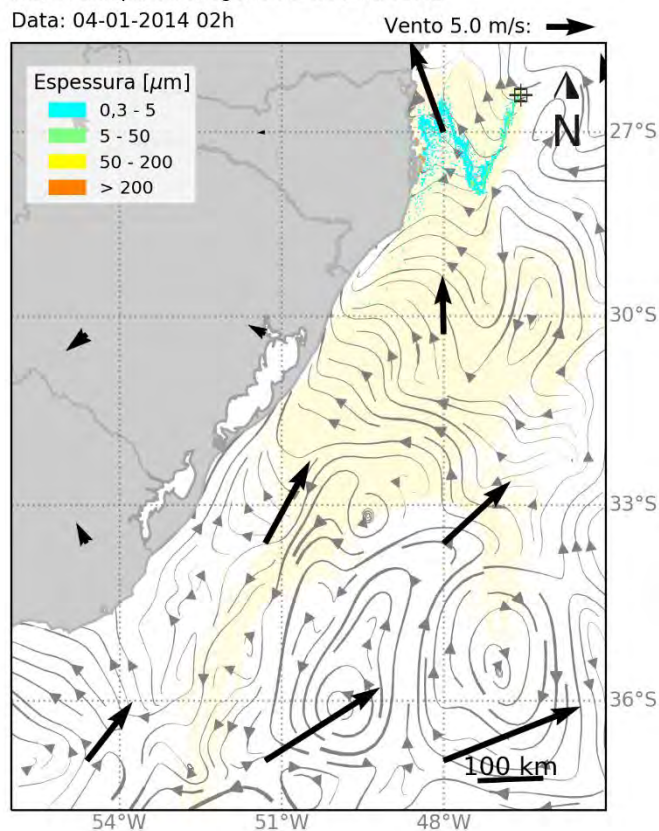 Data: 04-01-2014 02h
Vento 5.0 m/s:
Espessura [μm]
0,3 - 5
5 - 50
50 - 200
> 200
N
27°S
30°S
33°S
36°S
100 km
54°W
51°W
48°W